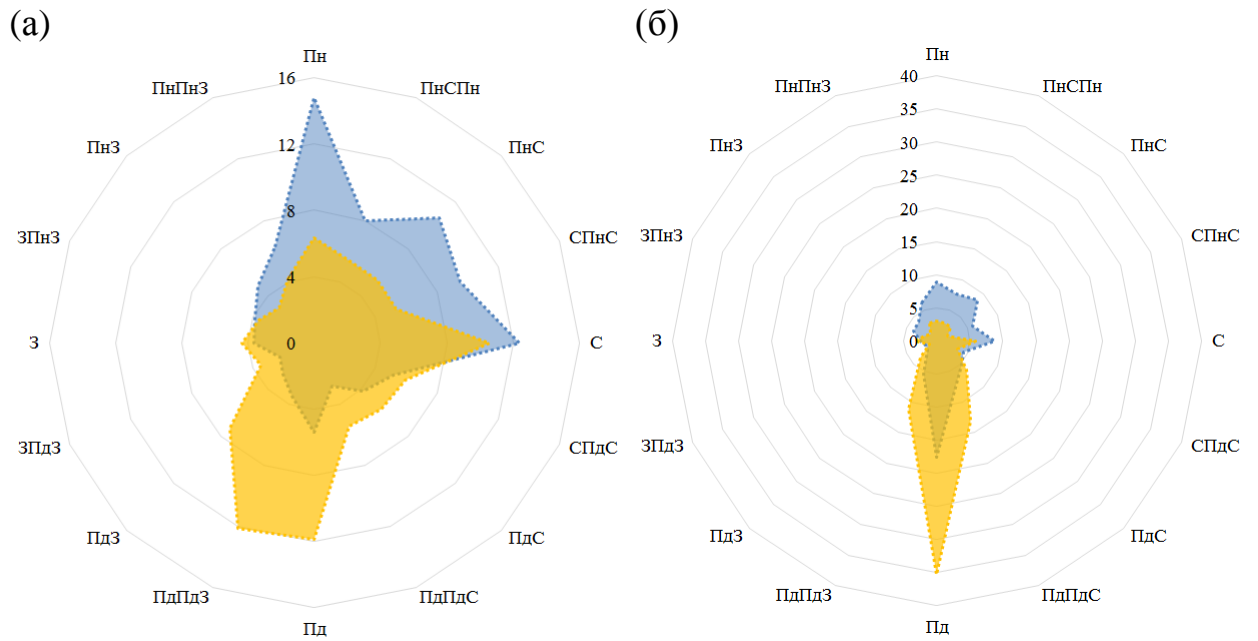 (а)
Пн
ПнСПн
ПнС
СПнС
С
СПдС
ПдС
ПдПдС
Пд
ПдПдЗ
ПдЗ
ЗПдЗ
З
ЗПнЗ
ПнЗ
ПнПнЗ
16
12
8
4
0
(б)
Пн
ПнСПн
ПнС
СПнС
С
СПдС
ПдС
ПдПдС
Пд
ПдПдЗ
ПдЗ
ЗПдЗ
З
ЗПнЗ
ПнЗ
ПнПнЗ
40
35
30
25
20
15
10
5
0